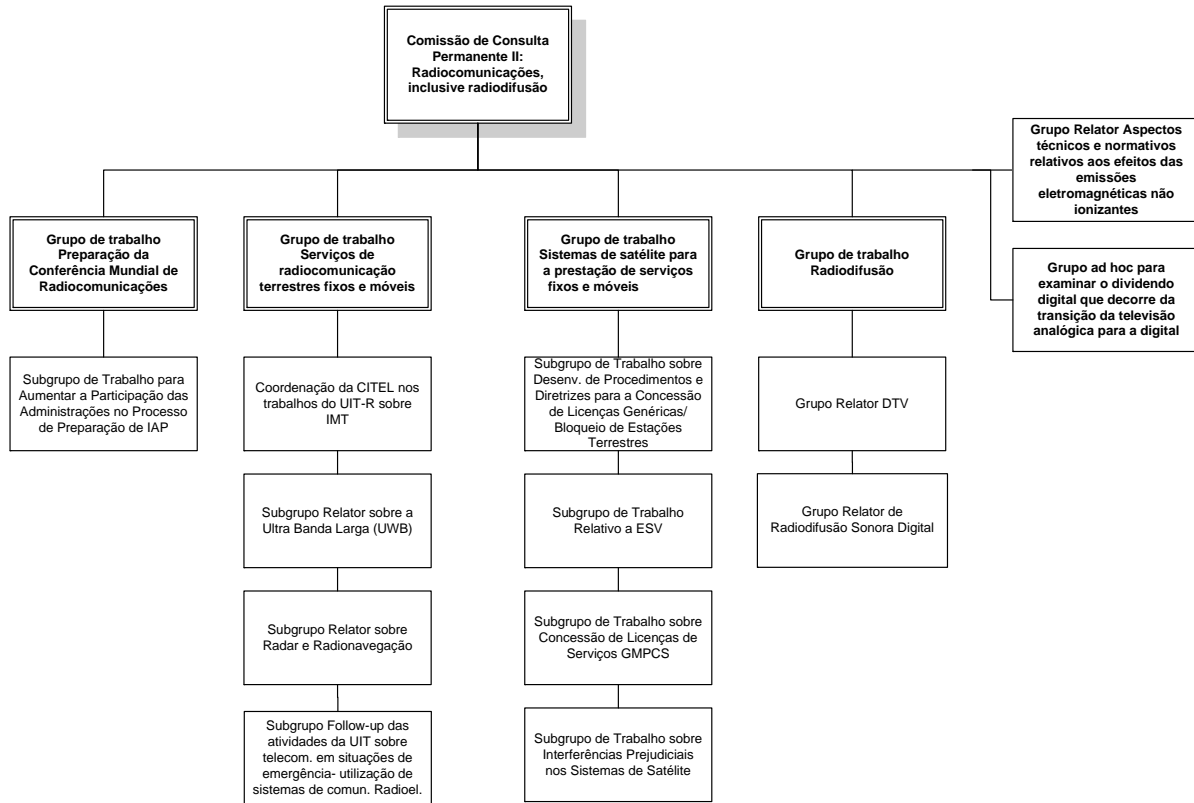 Comissão de Consulta
Permanente II:
Radiocomunicações,
inclusive radiodifusão
Grupo Relator Aspectos
técnicos e normativos
relativos aos efeitos das
emissões
eletromagnéticas não
ionizantes
Grupo ad hoc para
examinar o dividendo
digital que decorre da
transição da televisão
analógica para a digital
Grupo de trabalho
Preparação da
Conferência Mundial de
Radiocomunicações
Subgrupo de Trabalho para
Aumentar a Participação das
Administrações no Processo
de Preparação de IAP
Grupo de trabalho
Serviços de
radiocomunicação
terrestres fixos e móveis
Coordenação da CITEL nos
trabalhos do UIT-R sobre
IMT
Subgrupo Relator sobre a
Ultra Banda Larga (UWB)
Subgrupo Relator sobre
Radar e Radionavegação
Subgrupo Follow-up das
atividades da UIT sobre
telecom. em situações de
emergência- utilização de
sistemas de comun. Radioel.
Grupo de trabalho
Sistemas de satélite para
a prestação de serviços
fixos e móveis
Subgrupo de Trabalho sobre
Desenv. de Procedimentos e
Diretrizes para a Concessão
de Licenças Genéricas/
Bloqueio de Estações
Terrestres
Subgrupo de Trabalho
Relativo a ESV
Subgrupo de Trabalho sobre
Concessão de Licenças de
Serviços GMPCS
Subgrupo de Trabalho sobre
Interferências Prejudiciais
nos Sistemas de Satélite
Grupo de trabalho
Radiodifusão
Grupo Relator DTV
Grupo Relator de
Radiodifusão Sonora Digital